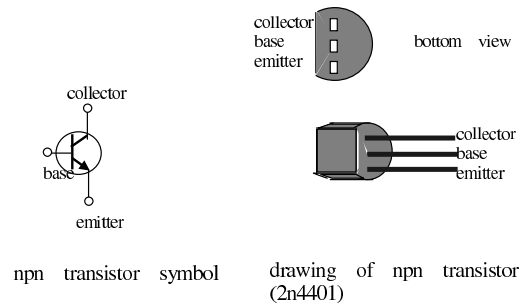 collector
base
emitter
bottom view
collector
base
emitter
collector
base
emitter
npn transistor symbol
drawing of npn transistor
(2n4401)